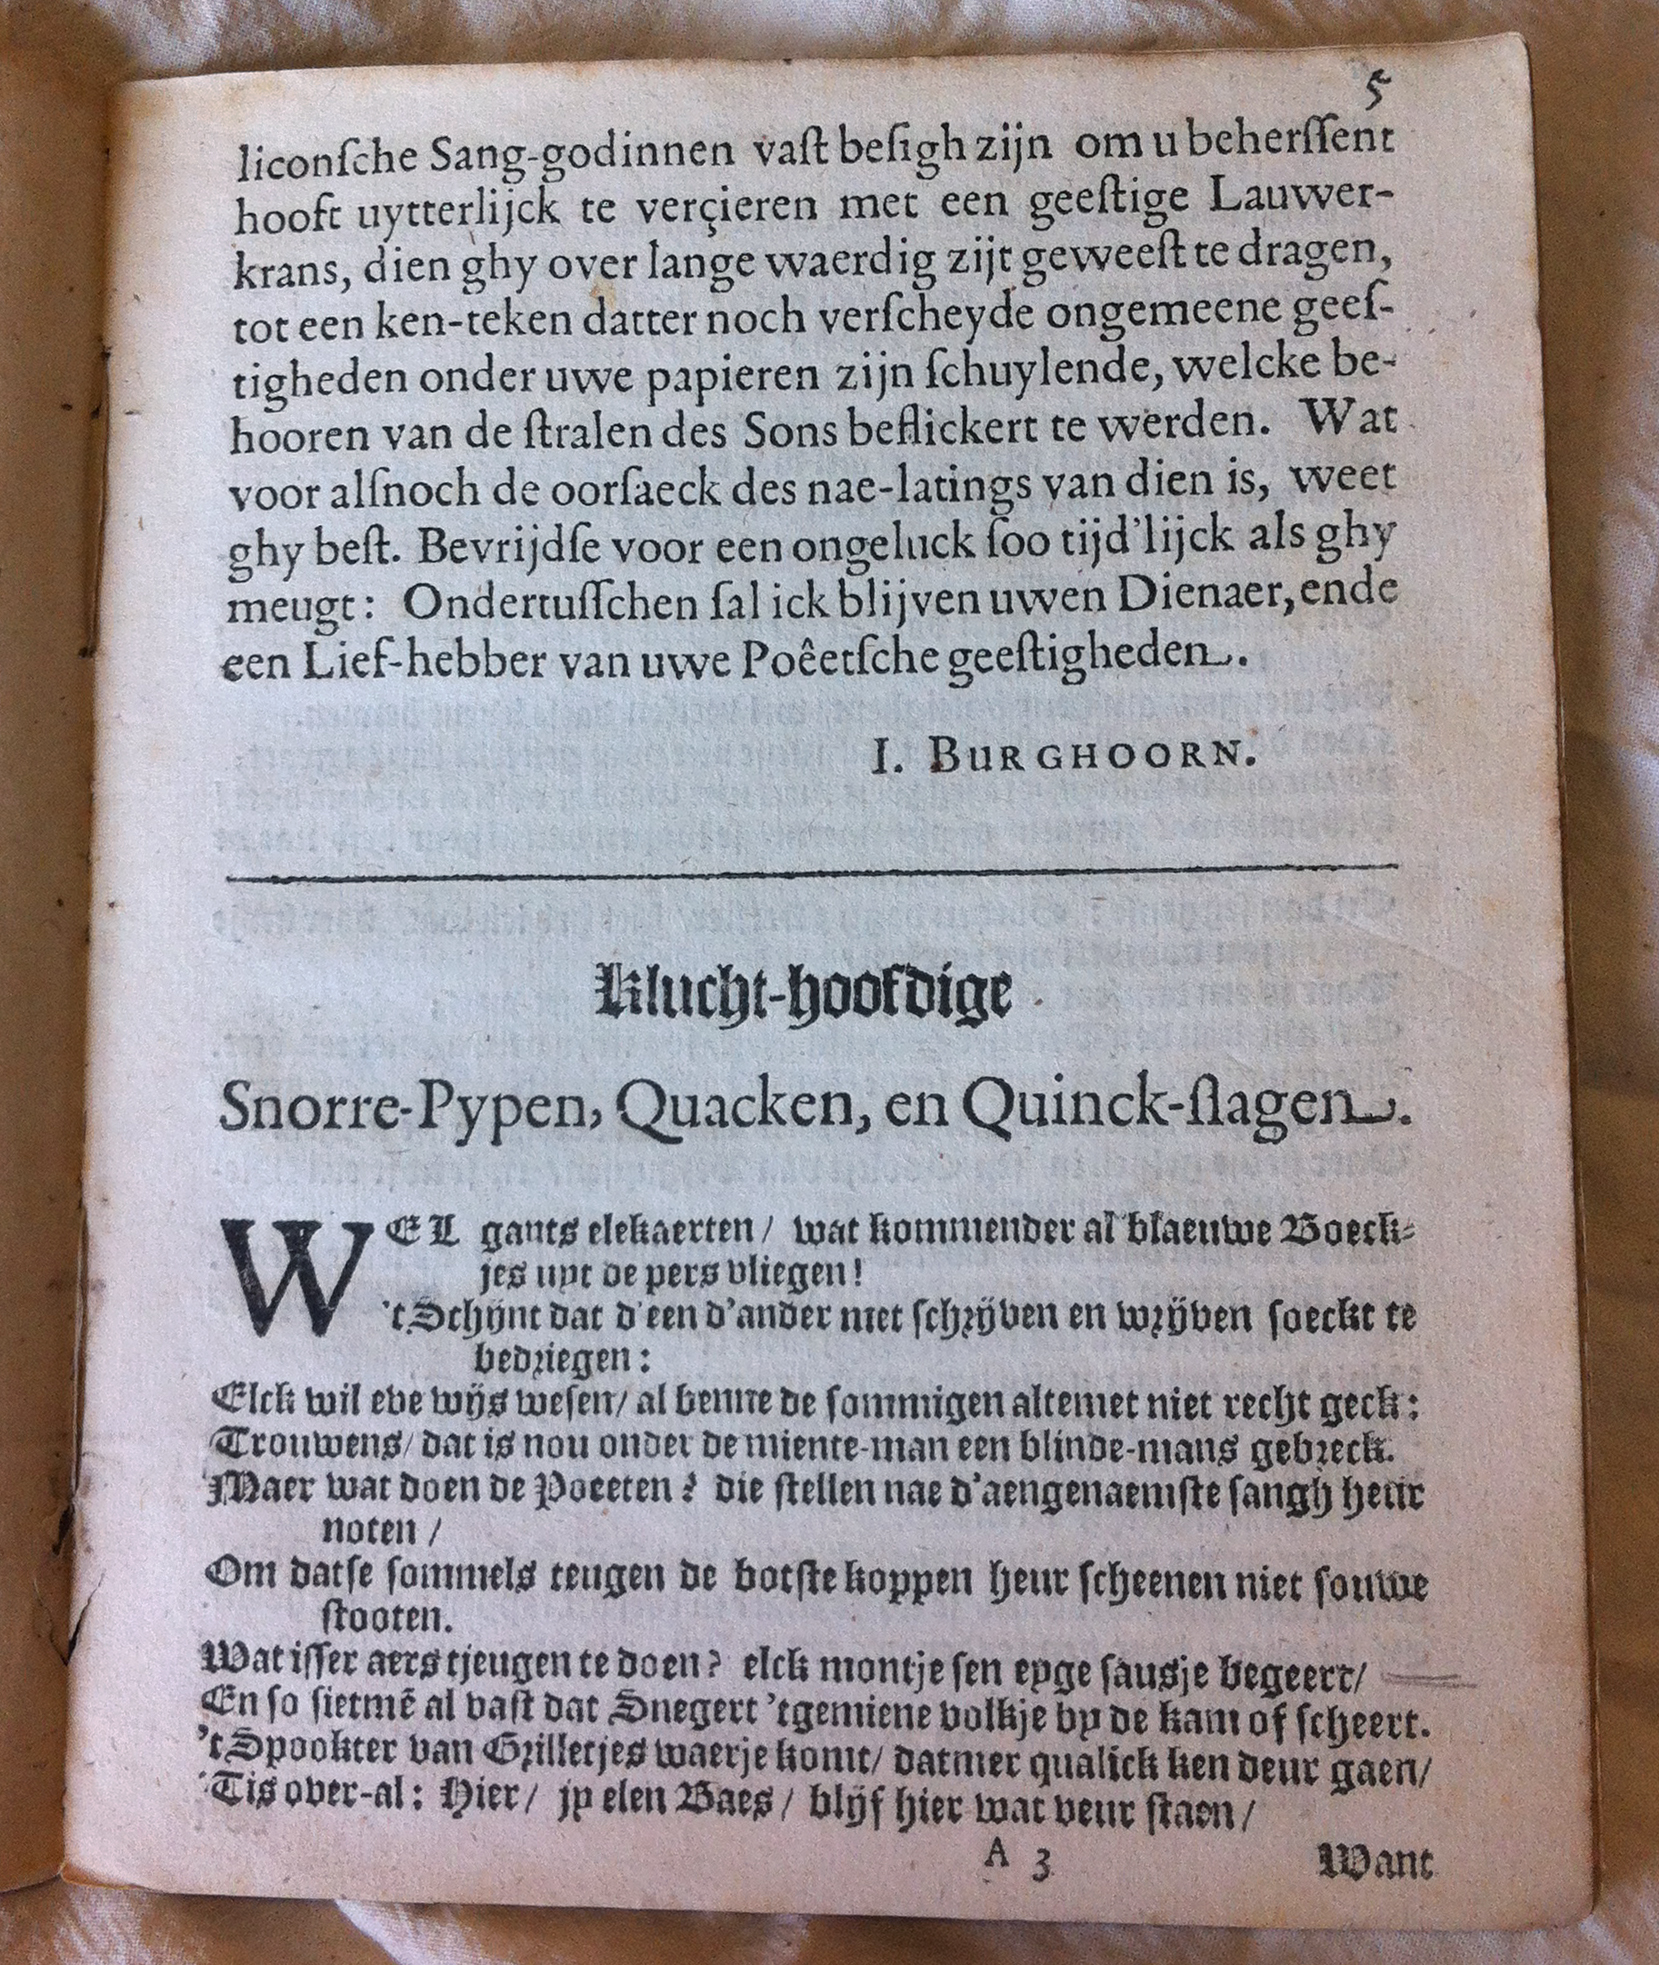 5
liconſche Sang-godinnen vaſt beſigh zijn om u beherſſent
hooft uytterlijck te verçieren met een geeſtige Lauwer-
krans, dien ghy over lange waerdig zijt geweeſt te dragen,
tot een ken-teken datter noch verſcheyde ongemeene geeſ-
tigheden onder uwe papieren zijn ſchuylende, welcke be-
hooren van de ſtralen des Sons beflickert te werden. Wat
voor alſnoch de oorſaeck des nae-latings van dien is, weet
ghy beſt. Bevrijdſe voor een ongeluck ſoo tijd'lijck als ghy
meugt: Ondertuſſchen ſal ick blijven uwen Dienaer, ende
een Lief-hebber van uwe Poêetſche geeſtigheden.
I. BURGHOORN.
Klucht-hoofdige
Snorre-Pypen, Quacken, en Quinck-ſlagen.
WEL gants elekaerten / wat kommender al blaeuwe Boeck-
jes uyt de pers vliegen!
't Schijnt dat d'een d'ander met ſchrijven en wrijven ſoeckt te
bedriegen:
Elck wil eve wijs weſen / al benne de ſommigen altemet niet recht geck:
Trouwens / dat is nou onder de miente-man een blinde-mans gebreck.
Maer wat doen de Poeeten? die ſtellen nae d'aengenaemſte ſangh heur
noten /
Om datſe ſommels teugen de botſte koppen heur ſcheenen niet ſouwe
ſtooten.
Wat iſſer aers tjeugen te doen? elck montje ſen eyge ſausje begeert /
En ſo ſietmē al vaſt dat Snegert 'tgemiene volkje by de kam of ſcheert.
't Spookter van Grilletjes waerje komt / datmer qualick ken deur gaen /
'Tis over-al: Hier / jy elen Baes / blijf hier wat veur ſtaen /
A 3
Want